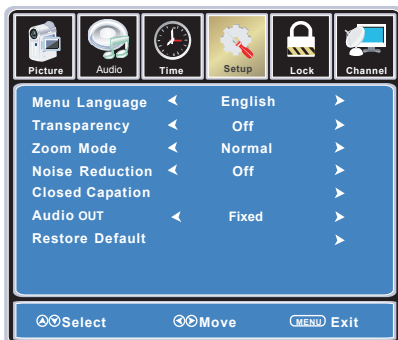 Picture Audio Time Setup Lock Channel
Menu Language English
Transparency Off
Zoom Mode Normal
Noise Reduction Off
Closed Capation
Audio OUT Fixed
Restore Default
Select Move MENU Exit